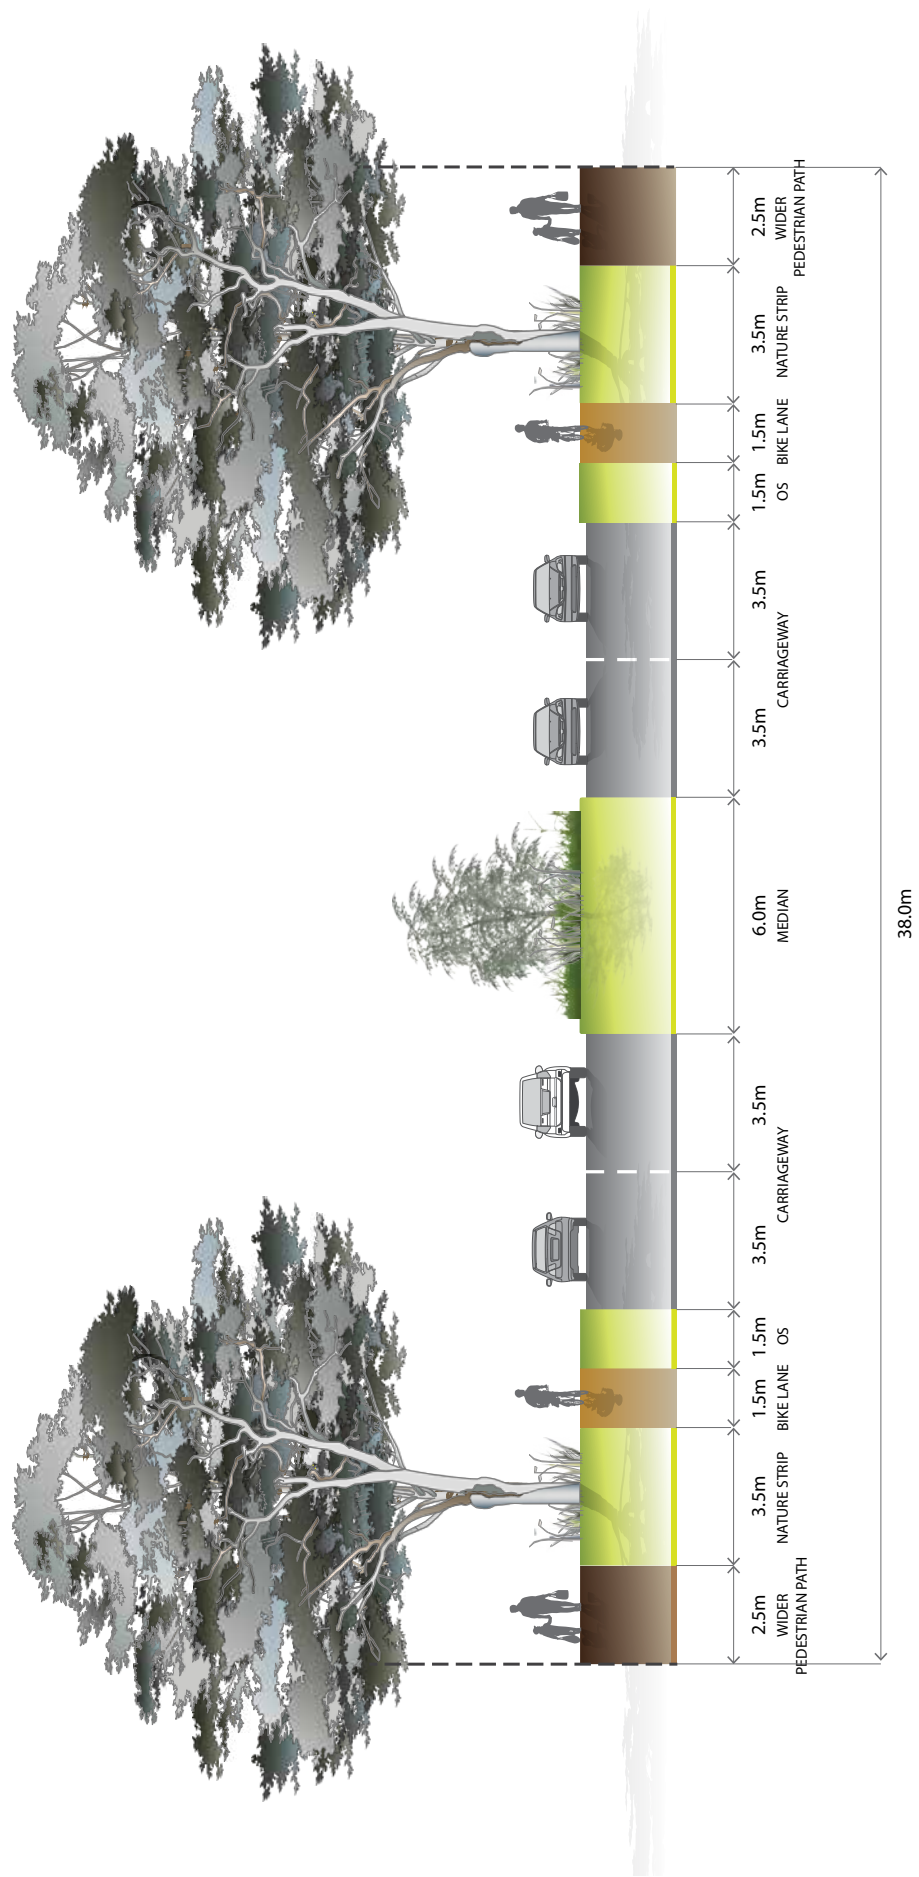 2.5m
WIDER
PEDESTRIAN PATH
3.5m
NATURE STRIP
1.5m
BIKE LANE
1.5m
OS
3.5m
3.5m
CARRIAGEWAY
6.0m
MEDIAN
3.5m
3.5m
CARRIAGEWAY
1.5m
OS
1.5m
BIKE LANE
3.5m
NATURE STRIP
2.5m
WIDER
PEDESTRIAN PATH
38.0m